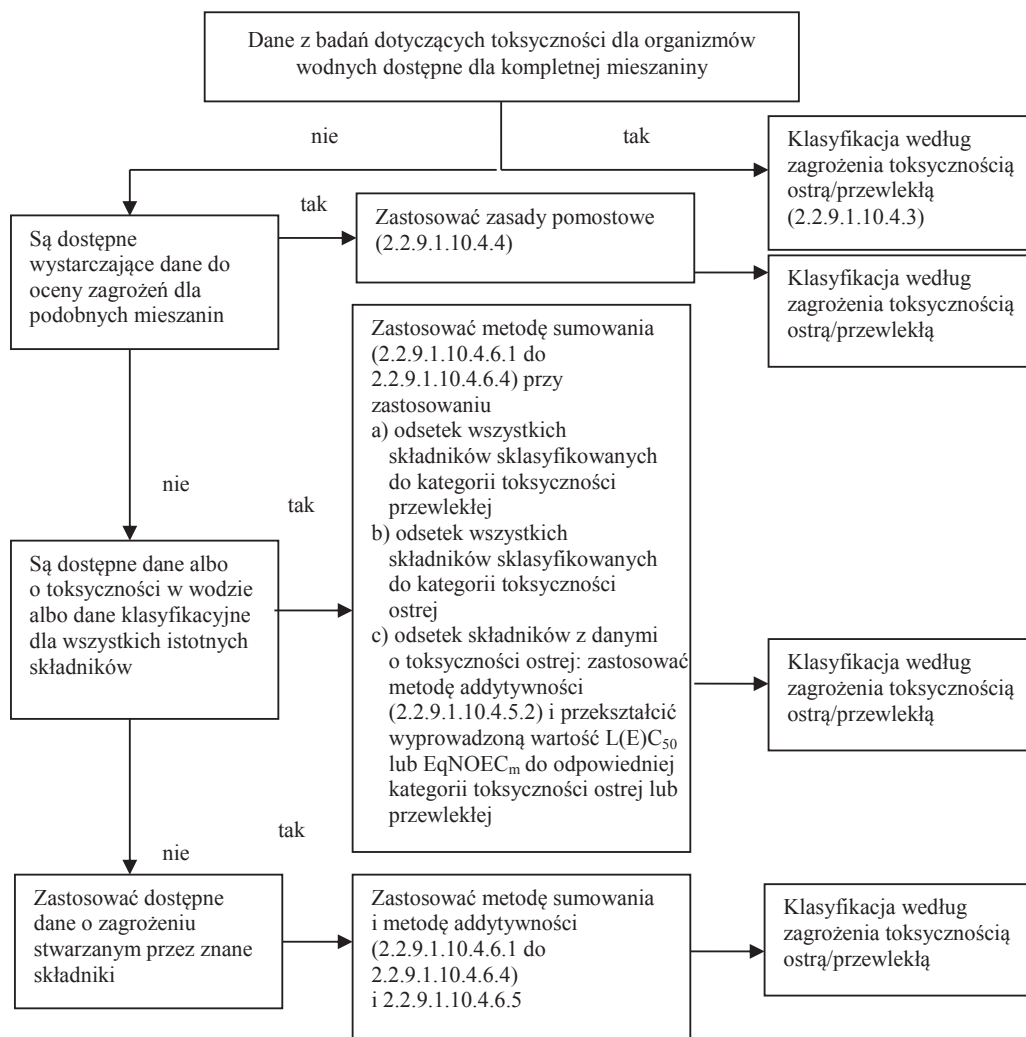 Dane z badań dotyczących toksyczności dla organizmów
wodnych dostępne dla kompletnej mieszaniny
nie
tak
Klasyfikacja według
zagrożenia toksycznością
ostrą/przewlekłą
(2.2.9.1.10.4.3)
Są dostępne
wystarczające dane do
oceny zagrożeń dla
podobnych mieszanin
tak
Zastosować zasady pomostowe
(2.2.9.1.10.4.4)
Klasyfikacja według
zagrożenia toksycznością
ostrą/przewlekłą
nie
tak
Zastosować metodę sumowania
(2.2.9.1.10.4.6.1 do
2.2.9.1.10.4.6.4) przy
zastosowaniu
a) odsetek wszystkich
składników sklasyfikowanych
do kategorii toksyczności
przewlekłej
b) odsetek wszystkich
składników sklasyfikowanych
do kategorii toksyczności
ostrej
c) odsetek składników z danymi
o toksyczności ostrej: zastosować
metodę addytywności
(2.2.9.1.10.4.5.2) i przekształcić
wyprowadzoną wartość L(E)C₅₀
lub EqNOECₘ do odpowiedniej
kategorii toksyczności ostrej lub
przewlekłej
Są dostępne dane albo
o toksyczności w wodzie
albo dane klasyfikacyjne
dla wszystkich istotnych
składników
Klasyfikacja według
zagrożenia toksycznością
ostrą/przewlekłą
nie
tak
Zastosować dostępne
dane o zagrożeniu
stwarzanym przez znane
składniki
Zastosować metodę sumowania
i metodę addytywności
(2.2.9.1.10.4.6.1 do
2.2.9.1.10.4.6.4)
i 2.2.9.1.10.4.6.5
Klasyfikacja według
zagrożenia toksycznością
ostrą/przewlekłą